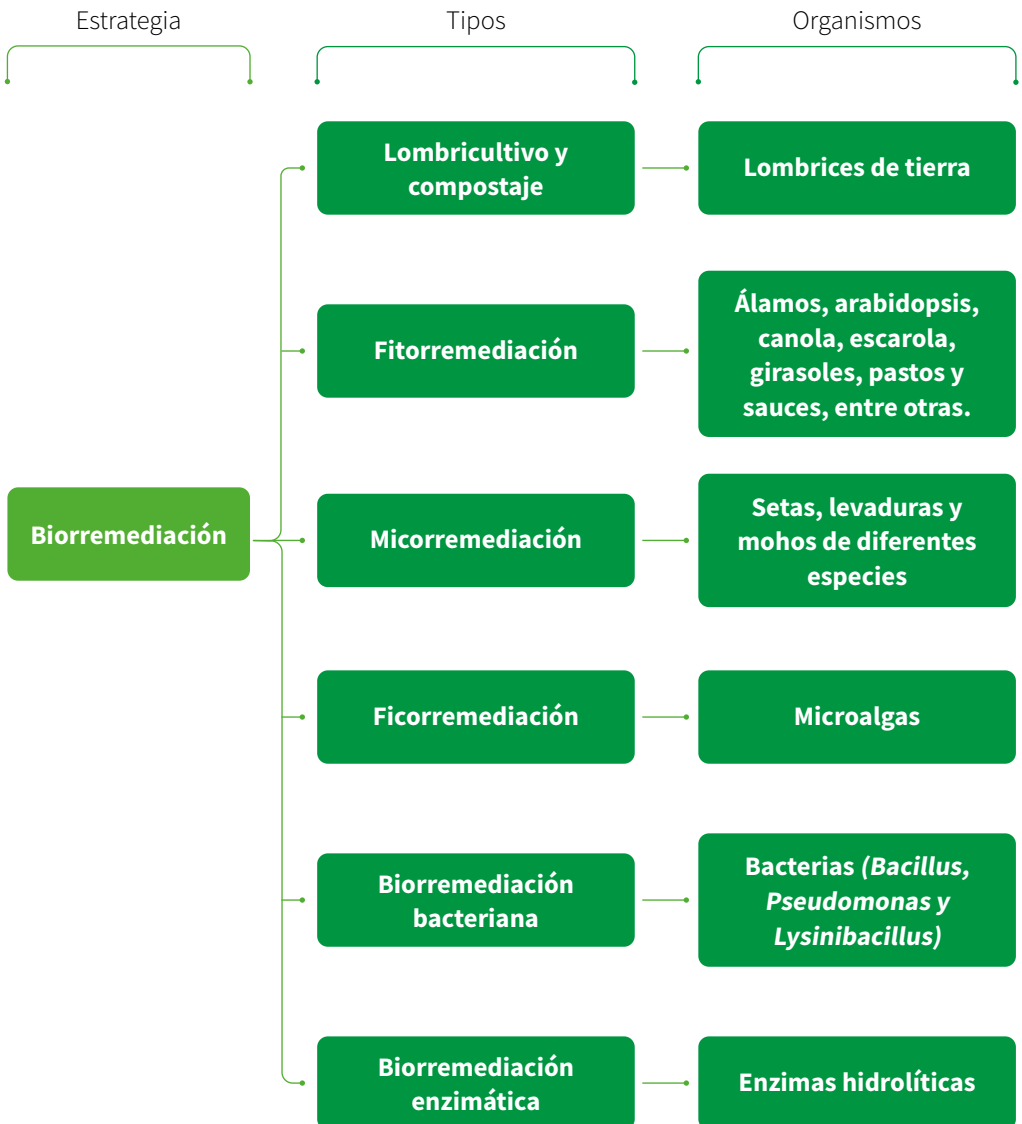 Estrategia
Tipos
Organismos
Lombricultivo y
compostaje
Lombrices de tierra
Fitorremediación
Álamos, arabidopsis,
canola, escarola,
girasoles, pastos y
sauces, entre otras.
Biorremediación
Micorremediación
Setas, levaduras y
mohos de diferentes
especies
Ficorremediación
Microalgas
Biorremediación
bacteriana
Bacterias (Bacillus,
Pseudomonas y
Lysinibacillus)
Biorremediación
enzimática
Enzimas hidrolíticas